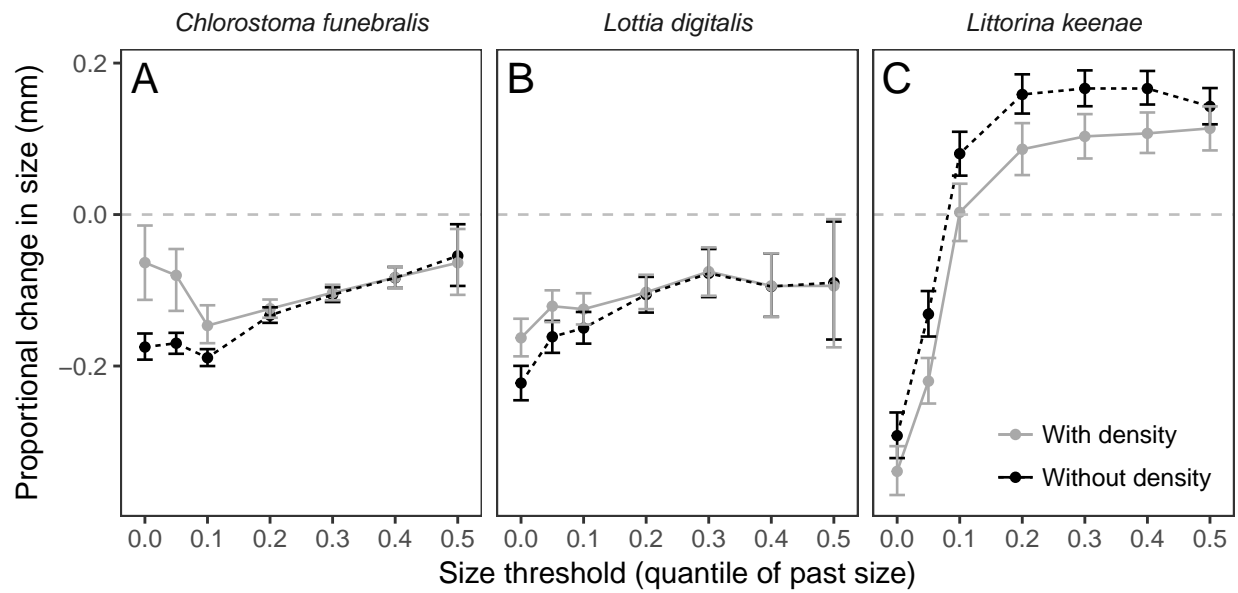 Chlorostoma funebralis Lottia digitalis Littorina keenae
A B C
Proportional change in size (mm)
0.2
0.0
−0.2
With density
Without density
0.0 0.1 0.2 0.3 0.4 0.5 0.0 0.1 0.2 0.3 0.4 0.5 0.0 0.1 0.2 0.3 0.4 0.5
Size threshold (quantile of past size)